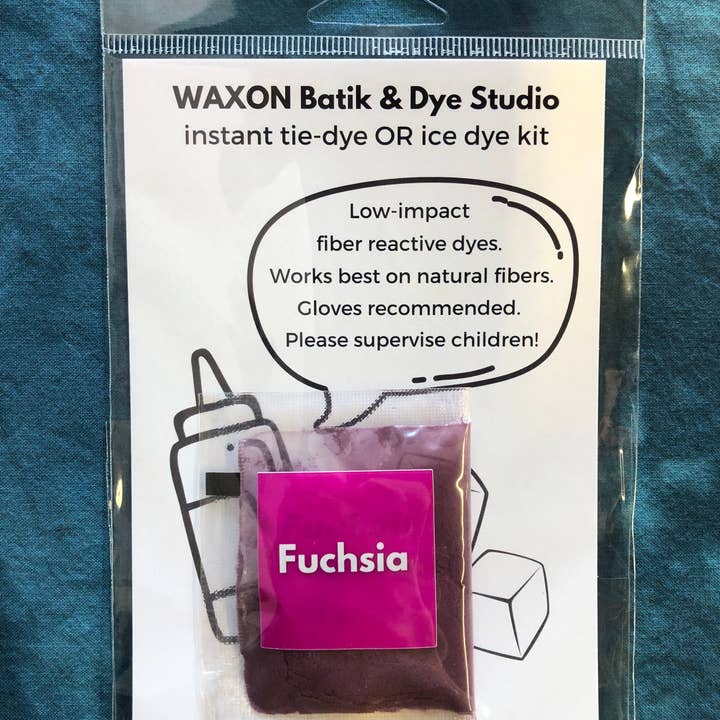 WAXON Batik & Dye Studio
instant tie-dye OR ice dye kit
Low-impact
fiber reactive dyes.
Works best on natural fibers.
Gloves recommended.
Please supervise children!
Fuchsia